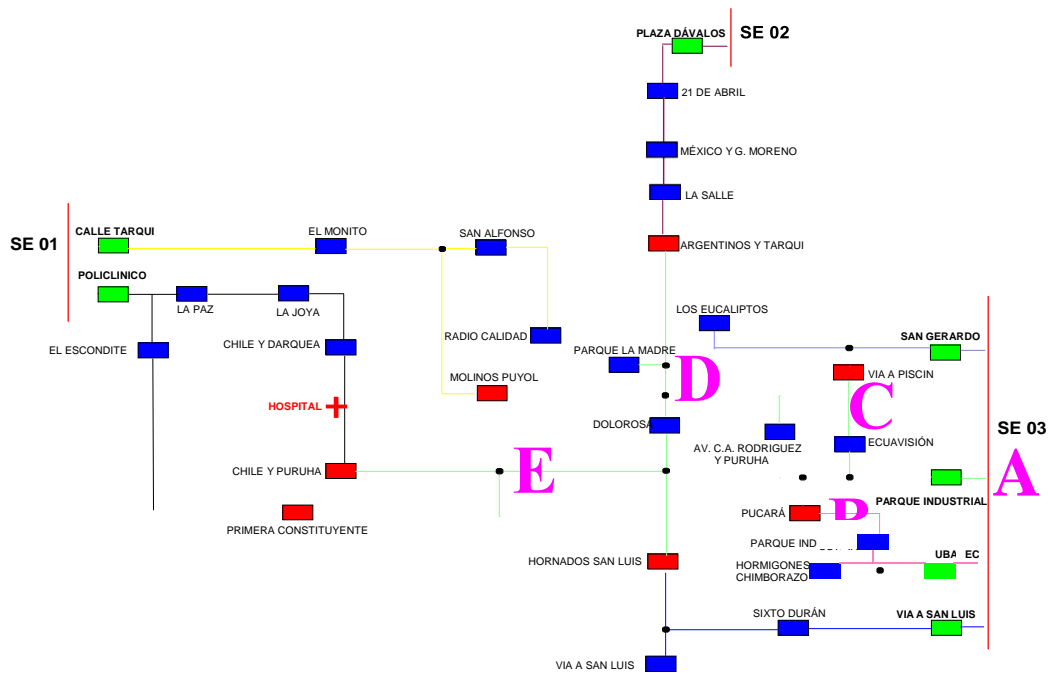 PLAZA DÁVALOS
SE 02
21 DE ABRIL
MÉXICO Y G. MORENO
LA SALLE
ARGENTINOS Y TARQUI
SE 01
CALLE TARQUI
EL MONITO
SAN ALFONSO
POLICLINICO
LA PAZ
LA JOYA
EL ESCONDITE
CHILE Y DARQUEA
RADIO CALIDAD
MOLINOS PUYOL
HOSPITAL
CHILE Y PURUHA
PRIMERA CONSTITUYENTE
LOS EUCALIPTOS
PARQUE LA MADRE
SAN GERARDO
D
VIA A PISCIN
C
DOLOROSA
AV. C.A. RODRIGUEZ
Y PURUHA
ECUAVISIÓN
SE 03
E
A
PARQUE INDUSTRIAL
PUCARÁ
PARQUE IND
HORNADOS SAN LUIS
HORMIGONES
CHIMBORAZO
UBA EC
SIXTO DURÁN
VIA A SAN LUIS
VIA A SAN LUIS